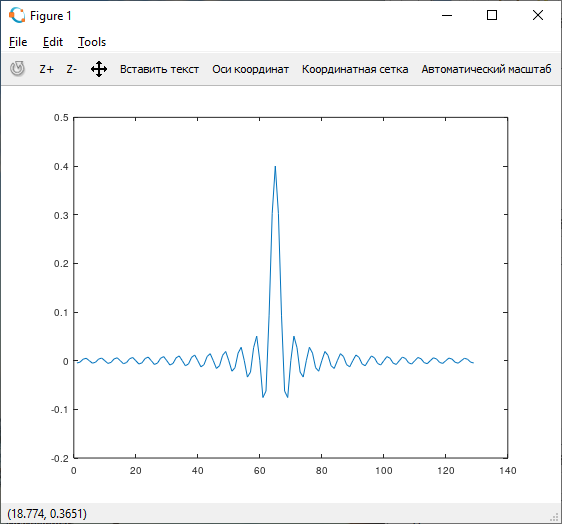 Figure 1
File Edit Tools
Z+ Z- Вставить текст Оси координат Координатная сетка Автоматический масштаб
0.5
0.4
0.3
0.2
0.1
0
-0.1
-0.2
0 20 40 60 80 100 120 140
(18.774, 0.3651)